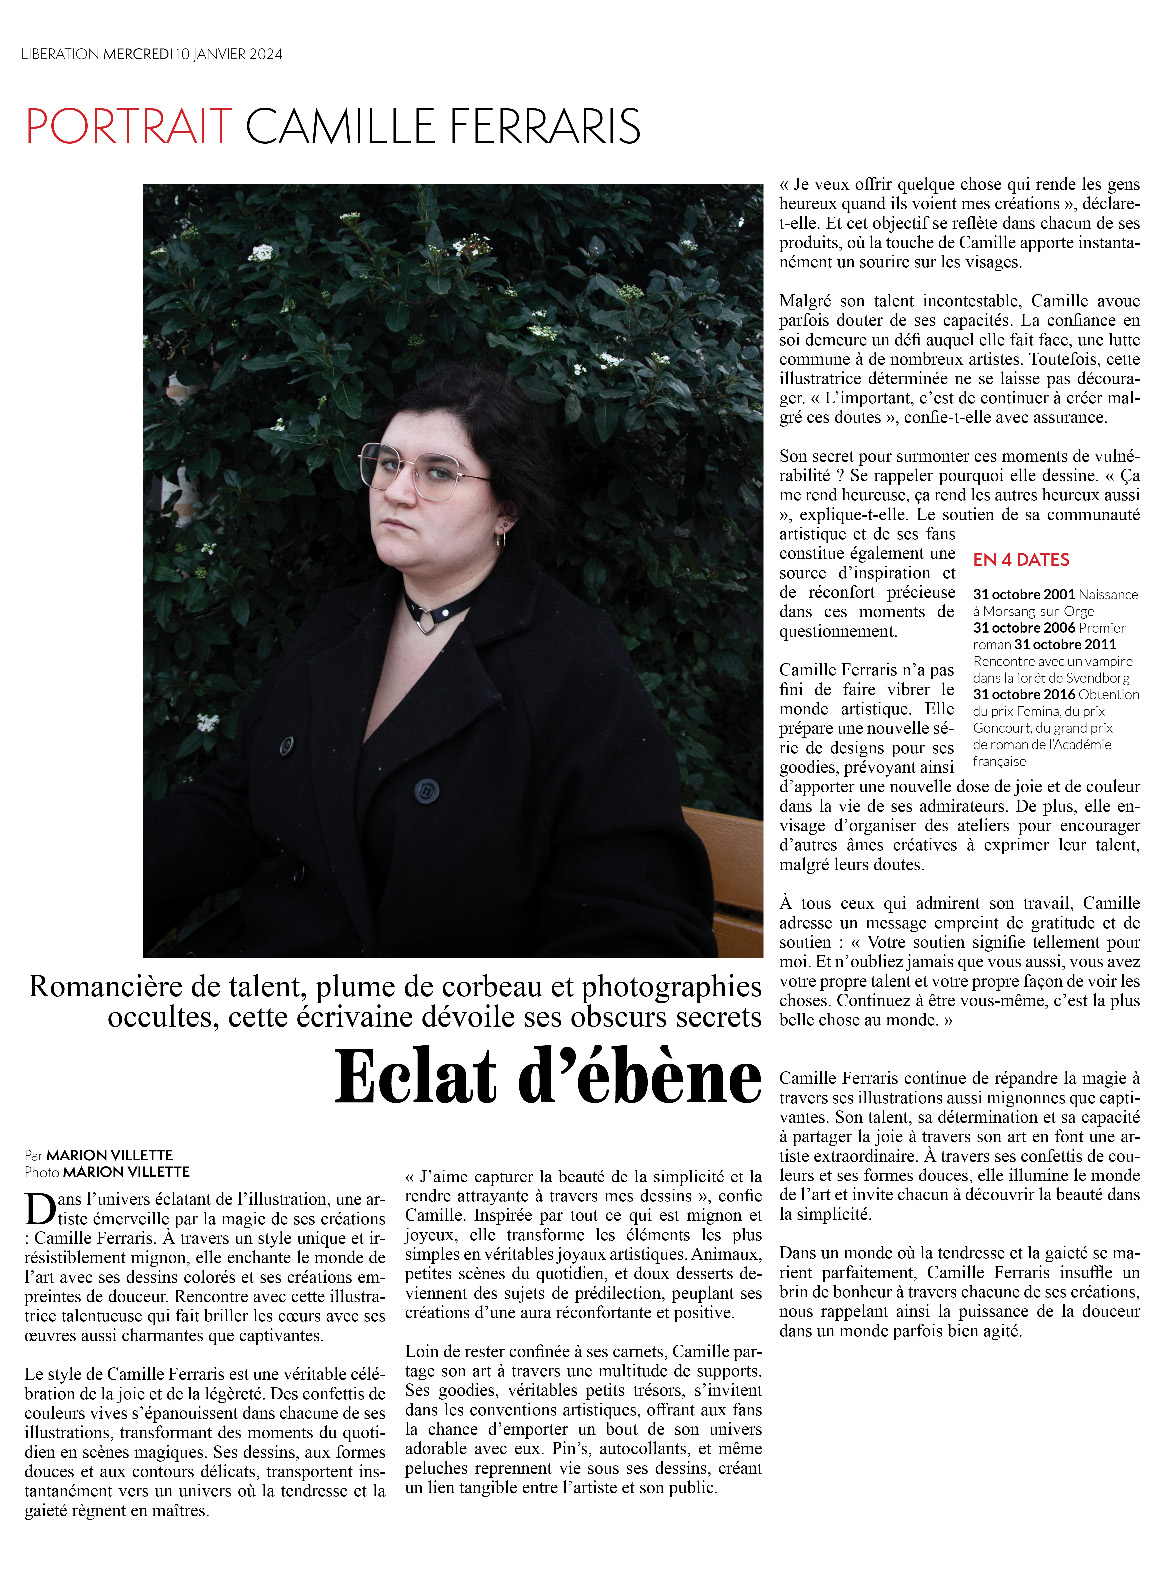 LIBERATION MERCREDI 10 JANVIER 2024
PORTRAIT CAMILLE FERRARIS
Romancière de talent, plume de corbeau et photographies
occultes, cette écrivaine dévoile ses obscurs secrets
Eclat d’ébène
Par MARION VILLETTE
Photo MARION VILLETTE
Dans l’univers éclatant de l’illustration, une ar-
tiste émerveille par la magie de ses créations
: Camille Ferraris. À travers un style unique et ir-
résistiblement mignon, elle enchante le monde de
l’art avec ses dessins colorés et ses créations em-
preintes de douceur. Rencontre avec cette illustra-
trice talentueuse qui fait briller les cœurs avec ses
œuvres aussi charmantes que captivantes.
Le style de Camille Ferraris est une véritable célé-
bration de la joie et de la légèreté. Des confettis de
couleurs vives s’épanouissent dans chacune de ses
illustrations, transformant des moments du quoti-
dien en scènes magiques. Ses dessins, aux formes
douces et aux contours délicats, transportent ins-
tantanément vers un univers où la tendresse et la
gaieté règnent en maîtres.
« J’aime capturer la beauté de la simplicité et la
rendre attrayante à travers mes dessins », confie
Camille. Inspirée par tout ce qui est mignon et
joyeux, elle transforme les éléments les plus
simples en véritables joyaux artistiques. Animaux,
petites scènes du quotidien, et doux desserts de-
viennent des sujets de prédilection, peuplant ses
créations d’une aura réconfortante et positive.
Loin de rester confinée à ses carnets, Camille par-
tage son art à travers une multitude de supports.
Ses goodies, véritables petits trésors, s’invitent
dans les conventions artistiques, offrant aux fans
la chance d’emporter un bout de son univers
adorable avec eux. Pin’s, autocollants, et même
peluches reprennent vie sous ses dessins, créant
un lien tangible entre l’artiste et son public.
« Je veux offrir quelque chose qui rende les gens
heureux quand ils voient mes créations », déclare-
t-elle. Et cet objectif se reflète dans chacun de ses
produits, où la touche de Camille apporte instanta-
nément un sourire sur les visages.
Malgré son talent incontestable, Camille avoue
parfois douter de ses capacités. La confiance en
soi demeure un défi auquel elle fait face, une lutte
commune à de nombreux artistes. Toutefois, cette
illustratrice déterminée ne se laisse pas découra-
ger. « L’important, c’est de continuer à créer mal-
gré ces doutes », confie-t-elle avec assurance.
Son secret pour surmonter ces moments de vulné-
rabilité ? Se rappeler pourquoi elle dessine. « Ça
me rend heureuse, ça rend les autres heureux aussi
», explique-t-elle. Le soutien de sa communauté
artistique et de ses fans
constitue également une
source d’inspiration et
de réconfort précieuse
dans ces moments de
questionnement.
Camille Ferraris n’a pas
fini de faire vibrer le
monde artistique. Elle
prépare une nouvelle sé-
rie de designs pour ses
goodies, prévoyant ainsi
d’apporter une nouvelle dose de joie et de couleur
dans la vie de ses admirateurs. De plus, elle en-
visage d’organiser des ateliers pour encourager
d’autres âmes créatives à exprimer leur talent,
malgré leurs doutes.
À tous ceux qui admirent son travail, Camille
adresse un message empreint de gratitude et de
soutien : « Votre soutien signifie tellement pour
moi. Et n’oubliez jamais que vous aussi, vous avez
votre propre talent et votre propre façon de voir les
choses. Continuez à être vous-même, c’est la plus
belle chose au monde. »
Camille Ferraris continue de répandre la magie à
travers ses illustrations aussi mignonnes que capti-
vantes. Son talent, sa détermination et sa capacité
à partager la joie à travers son art en font une ar-
tiste extraordinaire. À travers ses confettis de cou-
leurs et ses formes douces, elle illumine le monde
de l’art et invite chacun à découvrir la beauté dans
la simplicité.
Dans un monde où la tendresse et la gaieté se ma-
rient parfaitement, Camille Ferraris insuffle un
brin de bonheur à travers chacune de ses créations,
nous rappelant ainsi la puissance de la douceur
dans un monde parfois bien agité.
EN 4 DATES
31 octobre 2001 Naissance
à Morsang-sur-Orge
31 octobre 2006 Premier
roman 31 octobre 2011
Rencontre avec un vampire
dans la forêt de Svendborg
31 octobre 2016 Obtention
du prix Femina, du prix
Goncourt, du grand prix
de roman de l’Académie
française